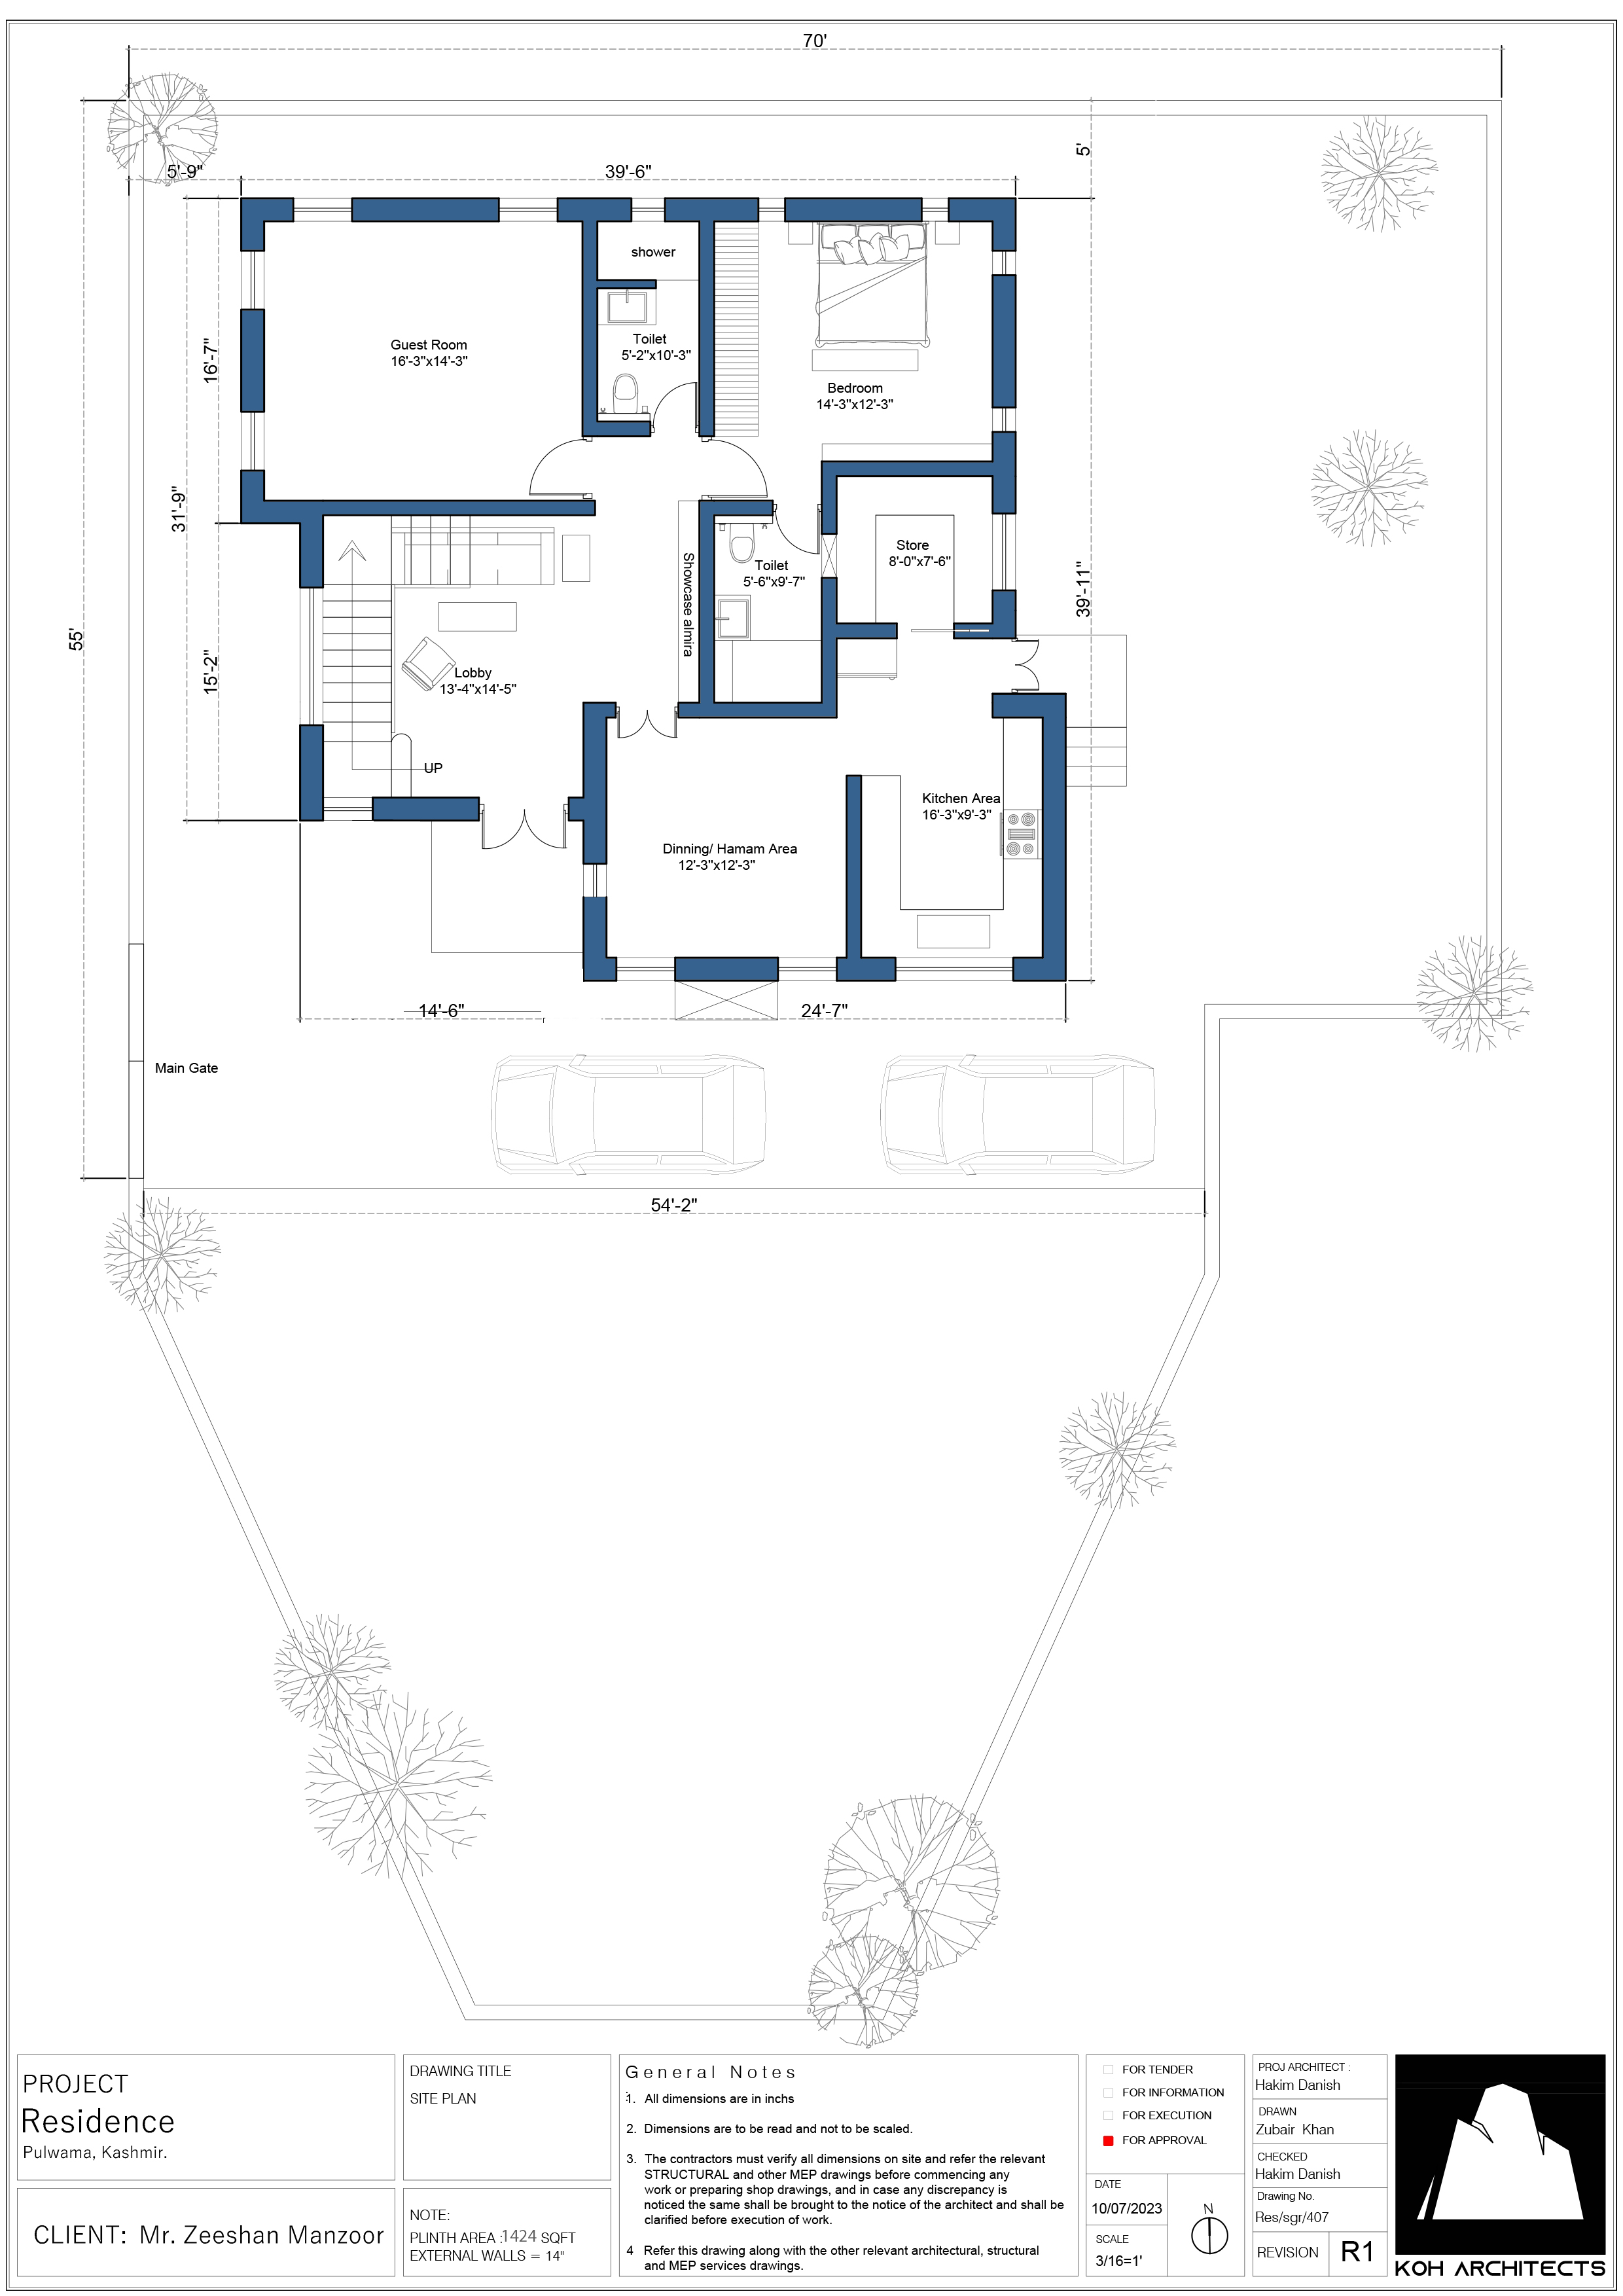 70'
5'
5'-9"
39'-6"
shower
Guest Room
16'-3"x14'-3"
Toilet
5'-2"x10'-3"
Bedroom
14'-3"x12'-3"
16'-7"
31'-9"
Store
8'-0"x7'-6"
Toilet
5'-6"x9'-7"
Showcase almira
39'-11"
55'
15'-2"
Lobby
13'-4"x14'-5"
UP
Kitchen Area
16'-3"x9'-3"
Dinning/ Hamam Area
12'-3"x12'-3"
14'-6"
24'-7"
Main Gate
54'-2"
PROJECT
Residence
Pulwama, Kashmir.
CLIENT: Mr. Zeeshan Manzoor
DRAWING TITLE
SITE PLAN
NOTE:
PLINTH AREA :1424 SQFT
EXTERNAL WALLS = 14"
General Notes
:
1. All dimensions are in inchs
2. Dimensions are to be read and not to be scaled.
3. The contractors must verify all dimensions on site and refer the relevant
STRUCTURAL and other MEP drawings before commencing any
work or preparing shop drawings, and in case any discrepancy is
noticed the same shall be brought to the notice of the architect and shall be
clarified before execution of work.
4 Refer this drawing along with the other relevant architectural, structural
and MEP services drawings.
FOR TENDER
FOR INFORMATION
FOR EXECUTION
FOR APPROVAL
DATE
10/07/2023
SCALE
3/16=1'
N
PROJ ARCHITECT :
Hakim Danish
DRAWN
Zubair Khan
CHECKED
Hakim Danish
Drawing No.
Res/sgr/407
REVISION
R1
KOH ARCHITECTS